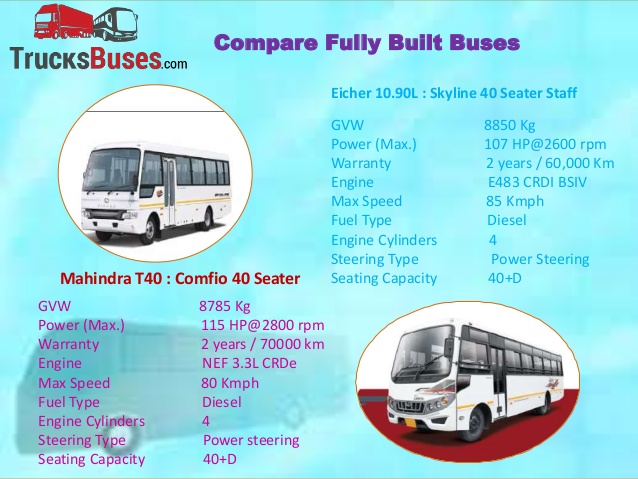 TrucksBuses.com
Compare Fully Built Buses
Eicher 10.90L : Skyline 40 Seater Staff
GVW 8850 Kg
Power (Max.) 107 HP@2600 rpm
Warranty 2 years / 60,000 Km
Engine E483 CRDI BSIV
Max Speed 85 Kmph
Fuel Type Diesel
Engine Cylinders 4
Steering Type Power Steering
Seating Capacity 40+D
Mahindra T40 : Comfio 40 Seater
GVW 8785 Kg
Power (Max.) 115 HP@2800 rpm
Warranty 2 years / 70000 km
Engine NEF 3.3L CRDe
Max Speed 80 Kmph
Fuel Type Diesel
Engine Cylinders 4
Steering Type Power steering
Seating Capacity 40+D